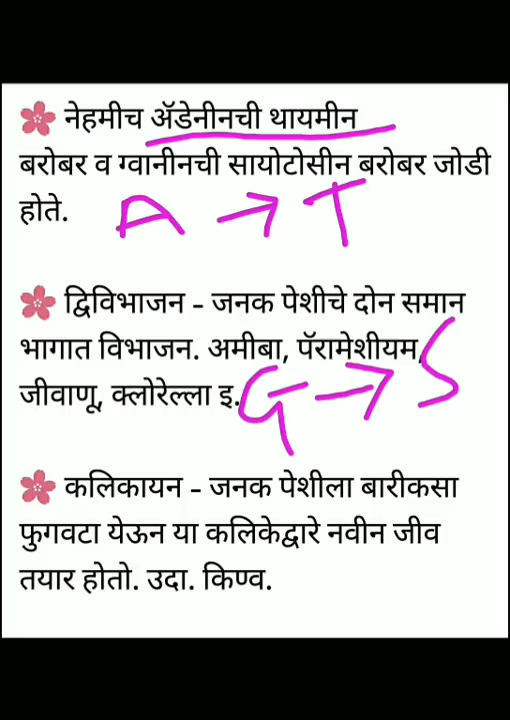 🌸 नेहमीच ॲडेनीनची थायमीन
बरोबर व ग्वानीनची सायोटोसीन बरोबर जोडी
होते.
A → T
🌸 द्विविभाजन - जनक पेशीचे दोन समान
भागात विभाजन. अमीबा, पॅरामेशीयम,
जीवाणू, क्लोरेल्ला इ.
G → S
🌸 कलिकायन - जनक पेशीला बारीकसा
फुगवटा येऊन या कलिकेद्वारे नवीन जीव
तयार होतो. उदा. किण्व.